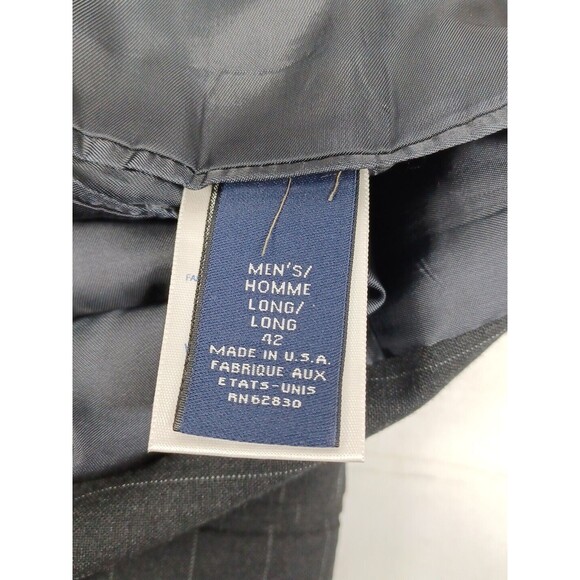 MEN'S/
HOMME
LONG/
LONG
42
MADE IN U.S.A.
FABRIQUE AUX
ETATS-UNIS
RN62830